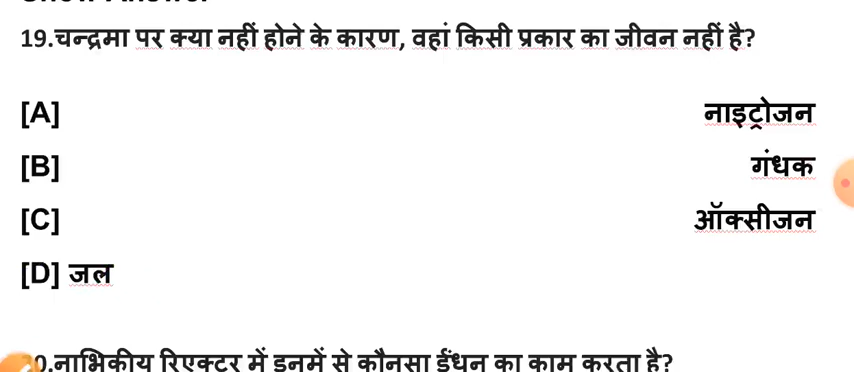 19.चन्द्रमा पर क्या नहीं होने के कारण, वहां किसी प्रकार का जीवन नहीं है?
[A] नाइट्रोजन
[B] गंधक
[C] ऑक्सीजन
[D] जल
0.नाभिकीय रिएक्टर में इनमें से कौनसा ईंधन का काम करता है?